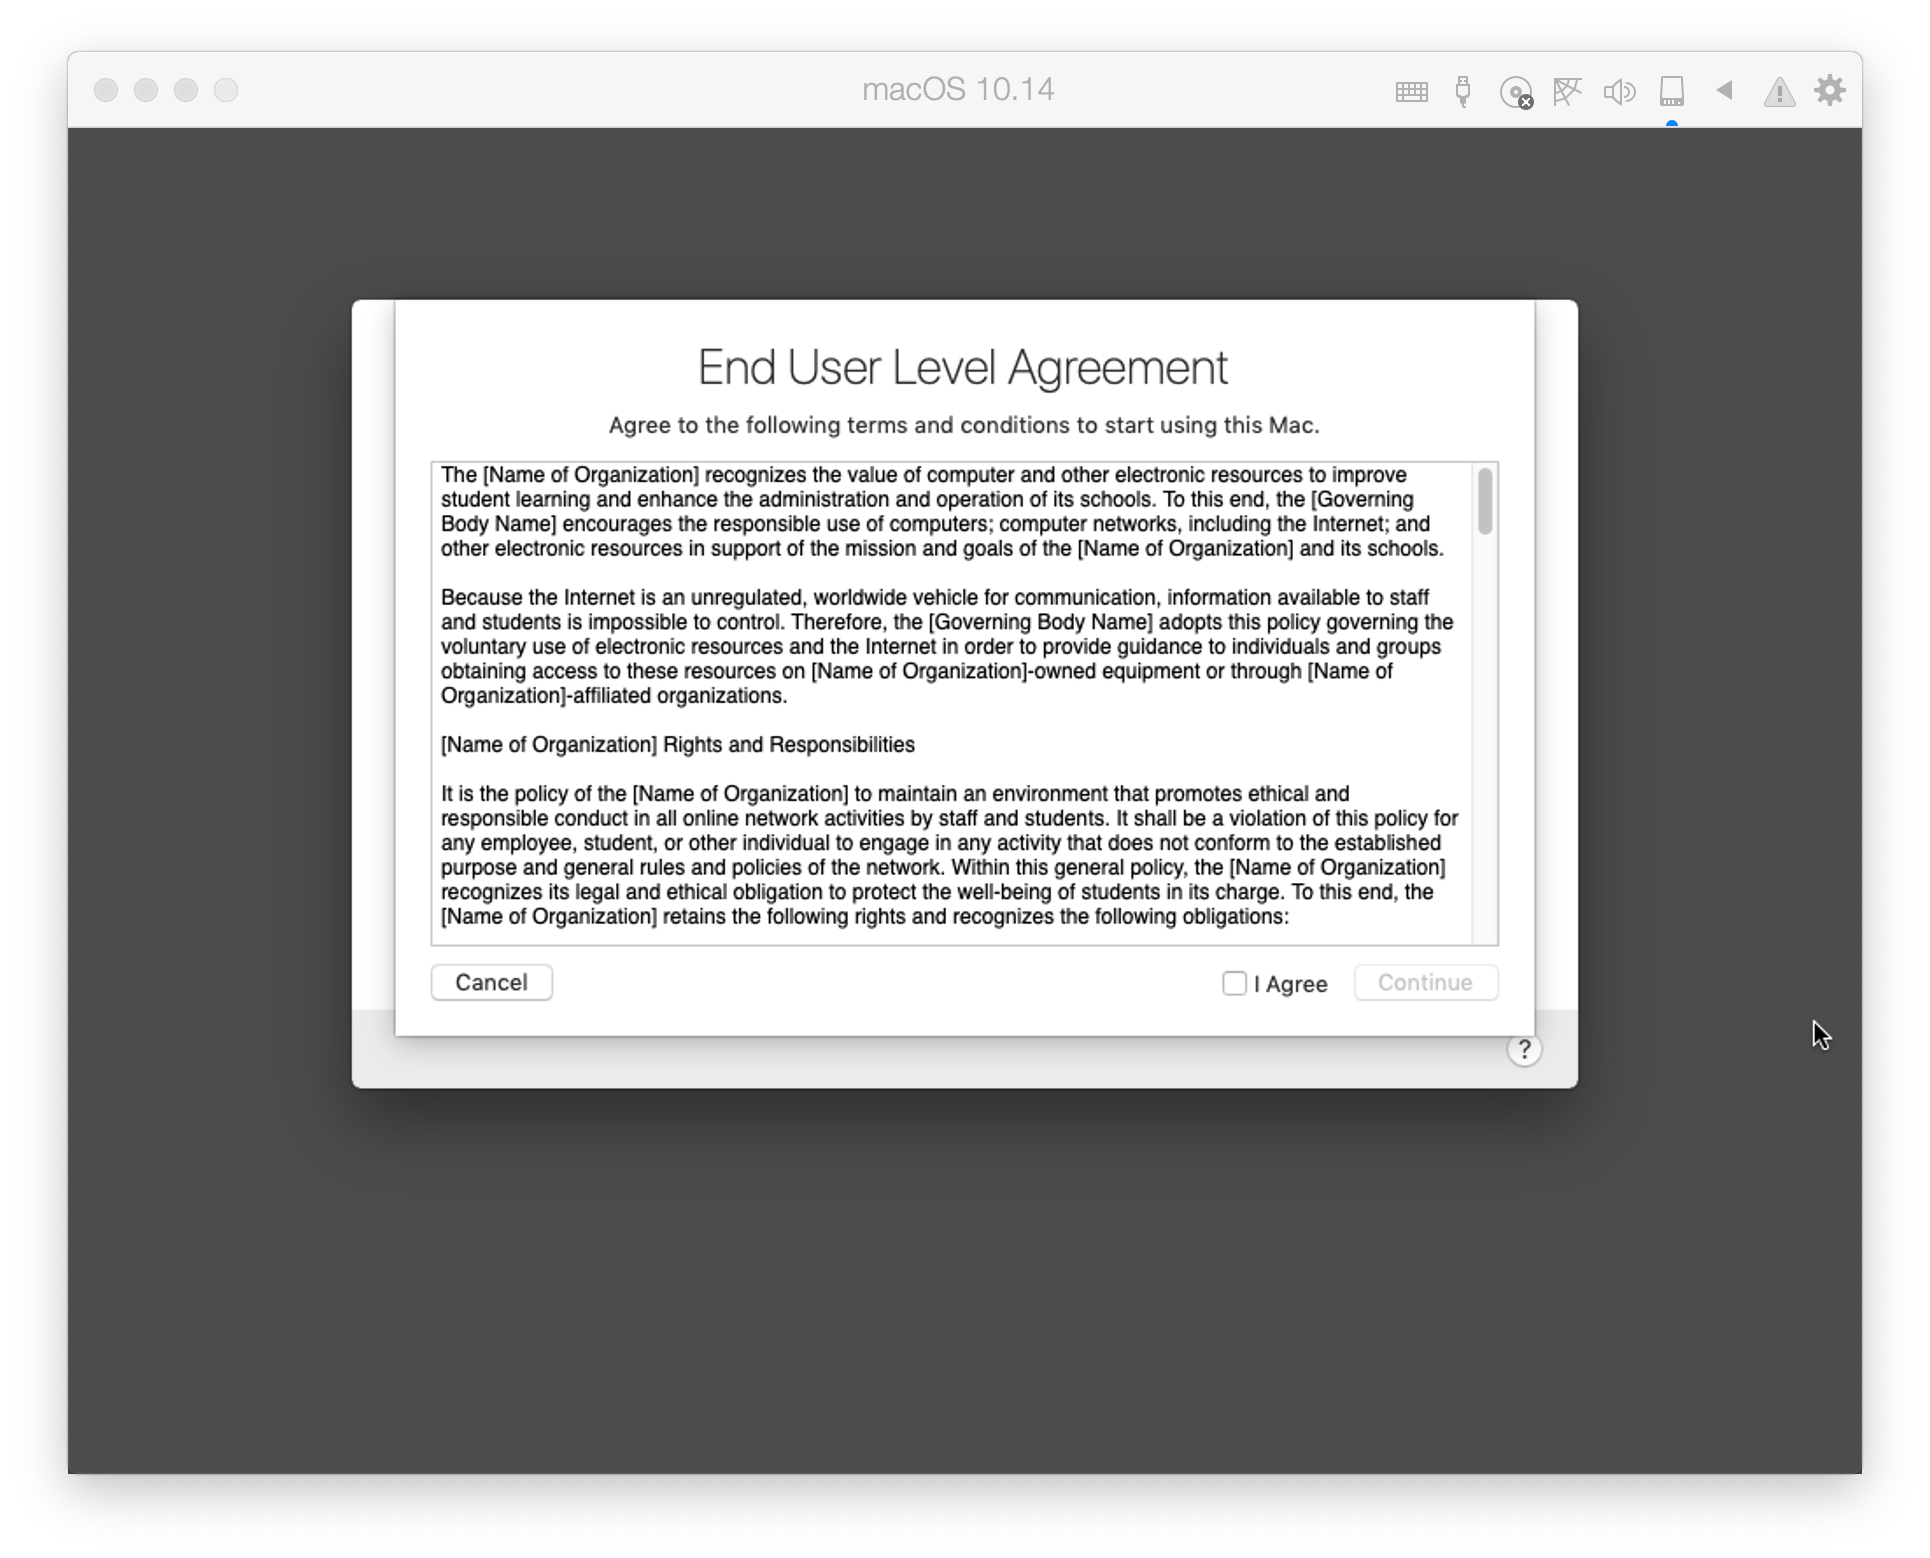 macOS 10.14
End User Level Agreement
Agree to the following terms and conditions to start using this Mac.
The [Name of Organization] recognizes the value of computer and other electronic resources to improve
student learning and enhance the administration and operation of its schools. To this end, the [Governing
Body Name] encourages the responsible use of computers; computer networks, including the Internet; and
other electronic resources in support of the mission and goals of the [Name of Organization] and its schools.
Because the Internet is an unregulated, worldwide vehicle for communication, information available to staff
and students is impossible to control. Therefore, the [Governing Body Name] adopts this policy governing the
voluntary use of electronic resources and the Internet in order to provide guidance to individuals and groups
obtaining access to these resources on [Name of Organization]-owned equipment or through [Name of
Organization]-affiliated organizations.
[Name of Organization] Rights and Responsibilities
It is the policy of the [Name of Organization] to maintain an environment that promotes ethical and
responsible conduct in all online network activities by staff and students. It shall be a violation of this policy for
any employee, student, or other individual to engage in any activity that does not conform to the established
purpose and general rules and policies of the network. Within this general policy, the [Name of Organization]
recognizes its legal and ethical obligation to protect the well-being of students in its charge. To this end, the
[Name of Organization] retains the following rights and recognizes the following obligations:
Cancel
I Agree
Continue
?